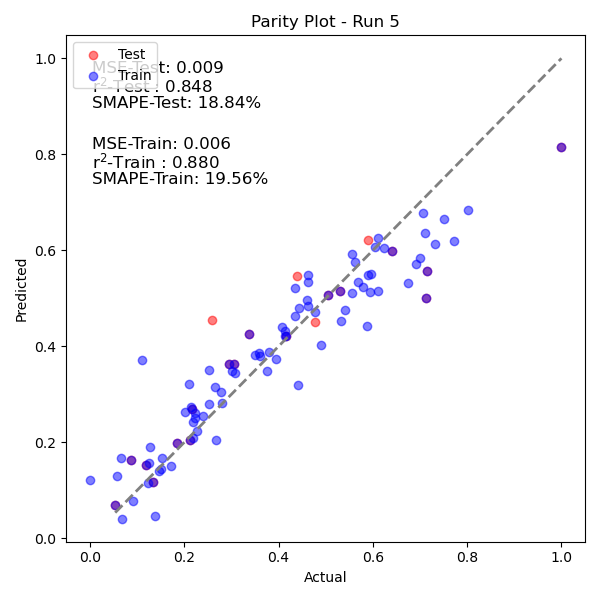 Parity Plot - Run 5
Test
Train
MSE-Test: 0.009
r²-Test : 0.848
SMAPE-Test: 18.84%
MSE-Train: 0.006
r²-Train : 0.880
SMAPE-Train: 19.56%
Predicted
1.0
0.8
0.6
0.4
0.2
0.0
0.0 0.2 0.4 0.6 0.8 1.0
Actual